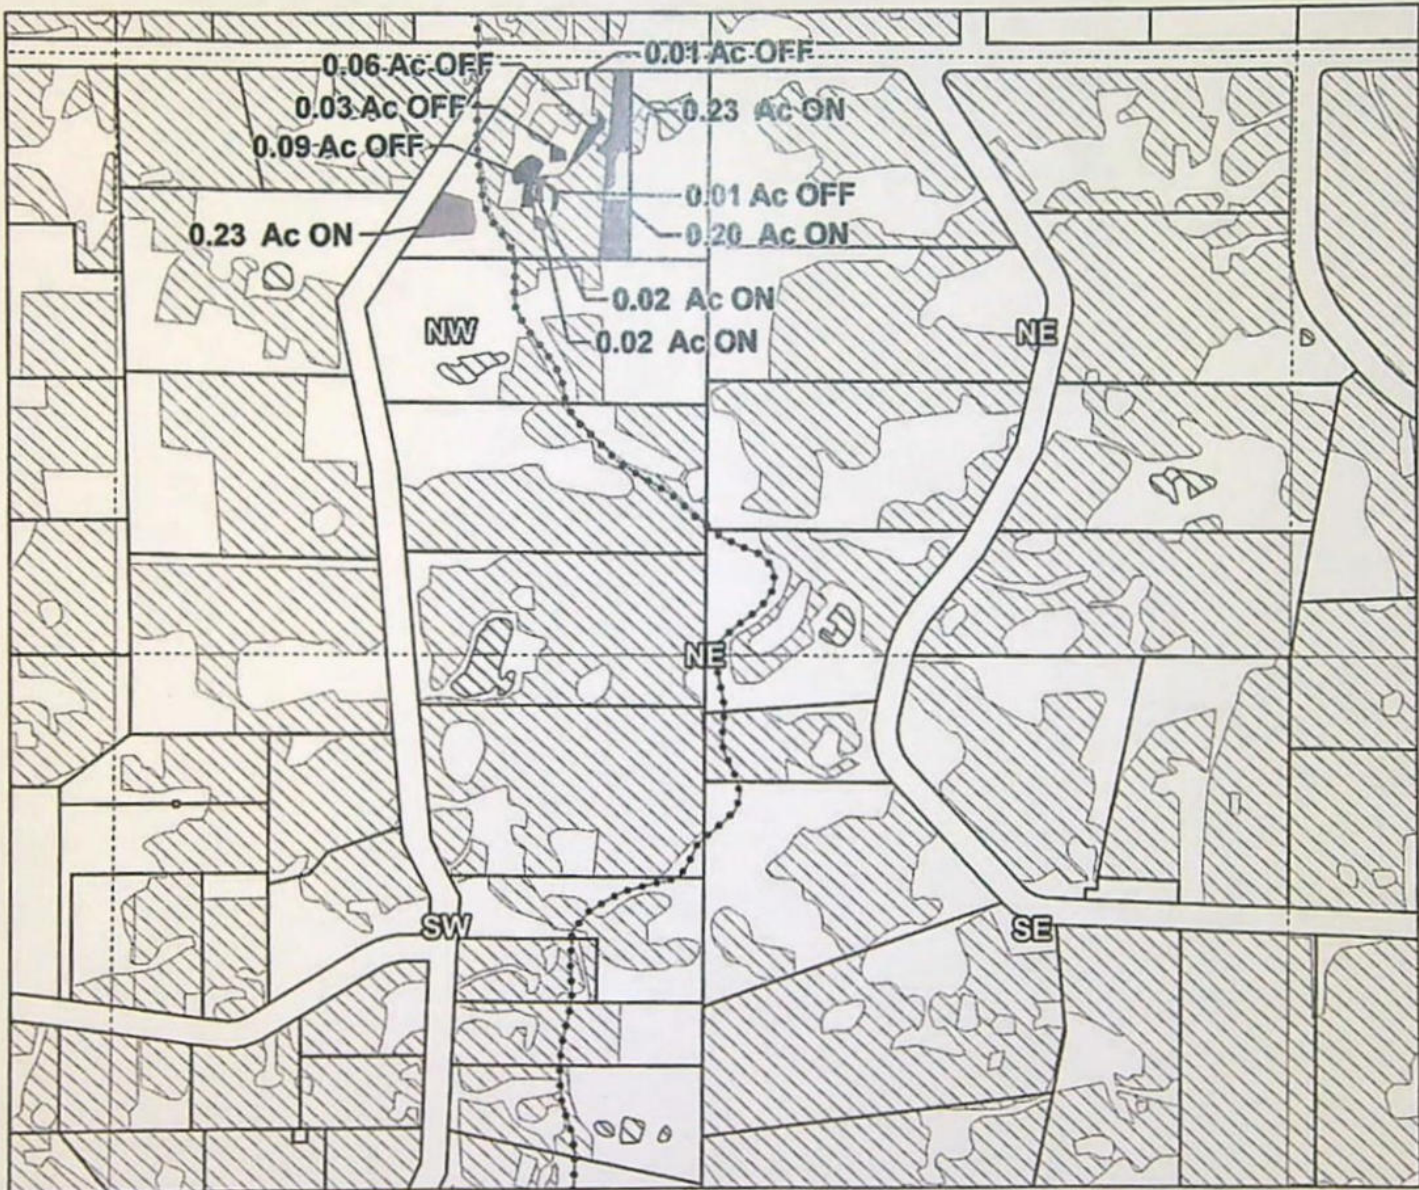 0.01 Ac OFF
0.06 Ac OFF
0.03 Ac OFF
0.23 Ac ON
0.09 Ac OFF
0.01 Ac OFF
0.23 Ac ON
0.20 Ac ON
0.02 Ac ON
NW
NE
0.02 Ac ON
NE
SW
SE